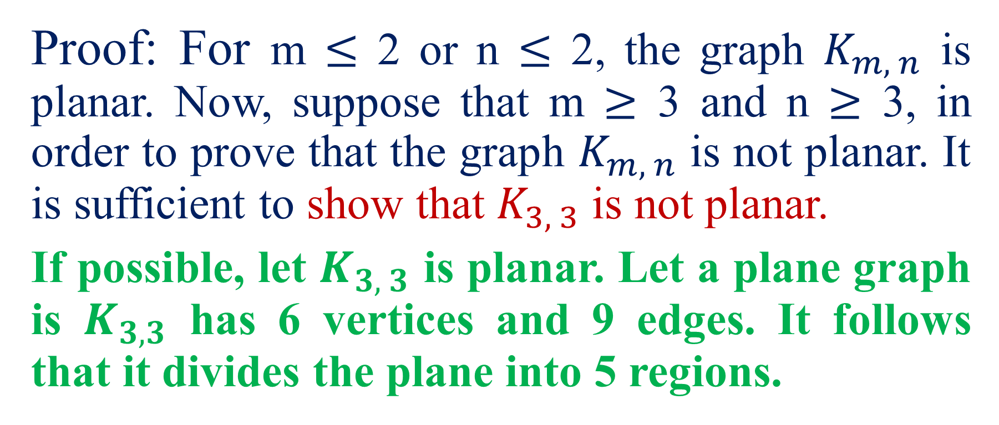 Proof: For m ≤ 2 or n ≤ 2, the graph K_{m, n} is
planar. Now, suppose that m ≥ 3 and n ≥ 3, in
order to prove that the graph K_{m, n} is not planar. It
is sufficient to show that K_{3, 3} is not planar.
If possible, let K_{3, 3} is planar. Let a plane graph
is K_{3,3} has 6 vertices and 9 edges. It follows
that it divides the plane into 5 regions.